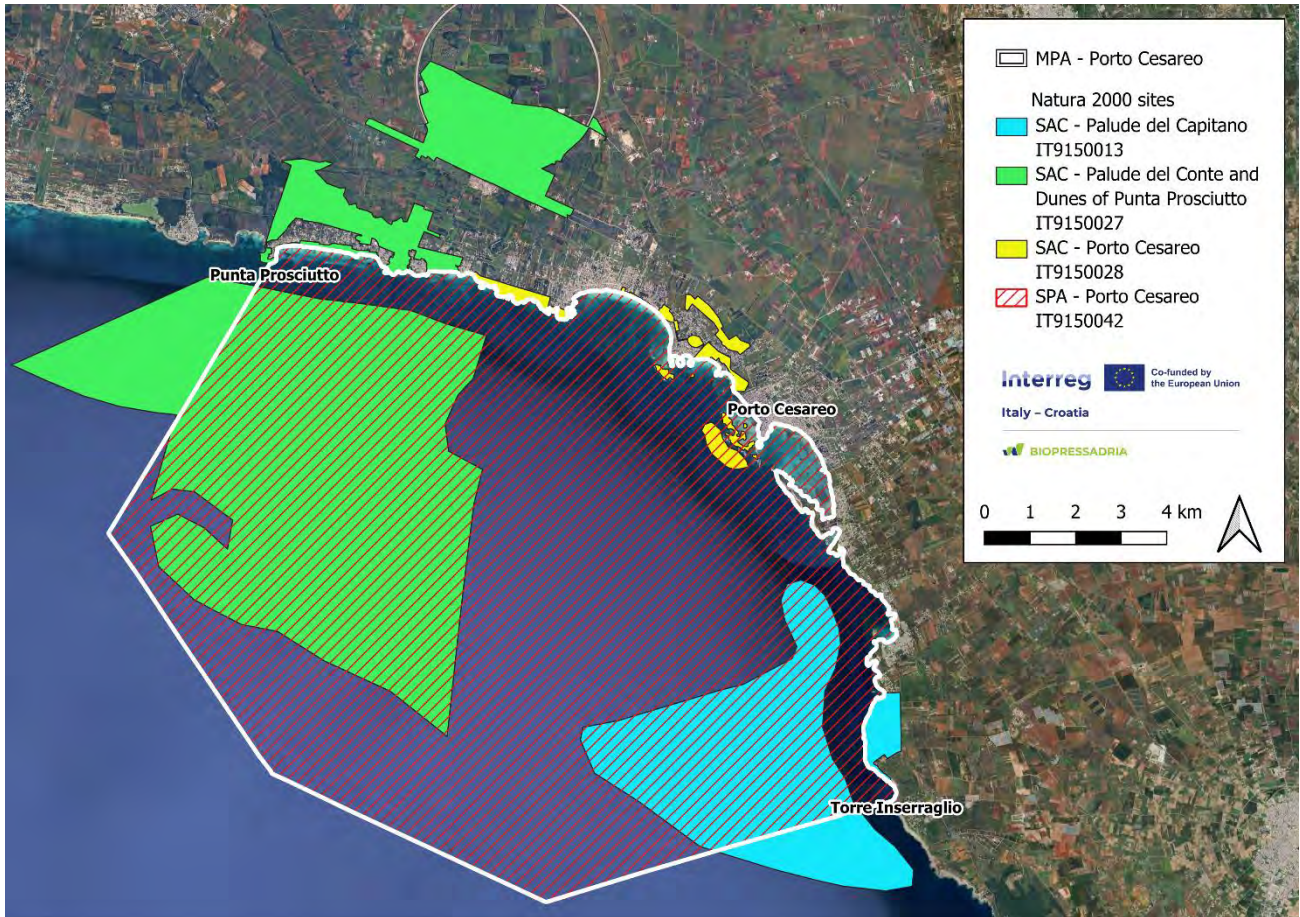 MPA - Porto Cesareo
Natura 2000 sites
SAC - Palude del Capitano
IT9150013
SAC - Palude del Conte and
Dunes of Punta Prosciutto
IT9150027
SAC - Porto Cesareo
IT9150028
SPA - Porto Cesareo
IT9150042
Interreg
Co-funded by
the European Union
Italy – Croatia
BIOPRESSADRIA
0 1 2 3 4 km
Punta Prosciutto
Porto Cesareo
Torre Inserraglio